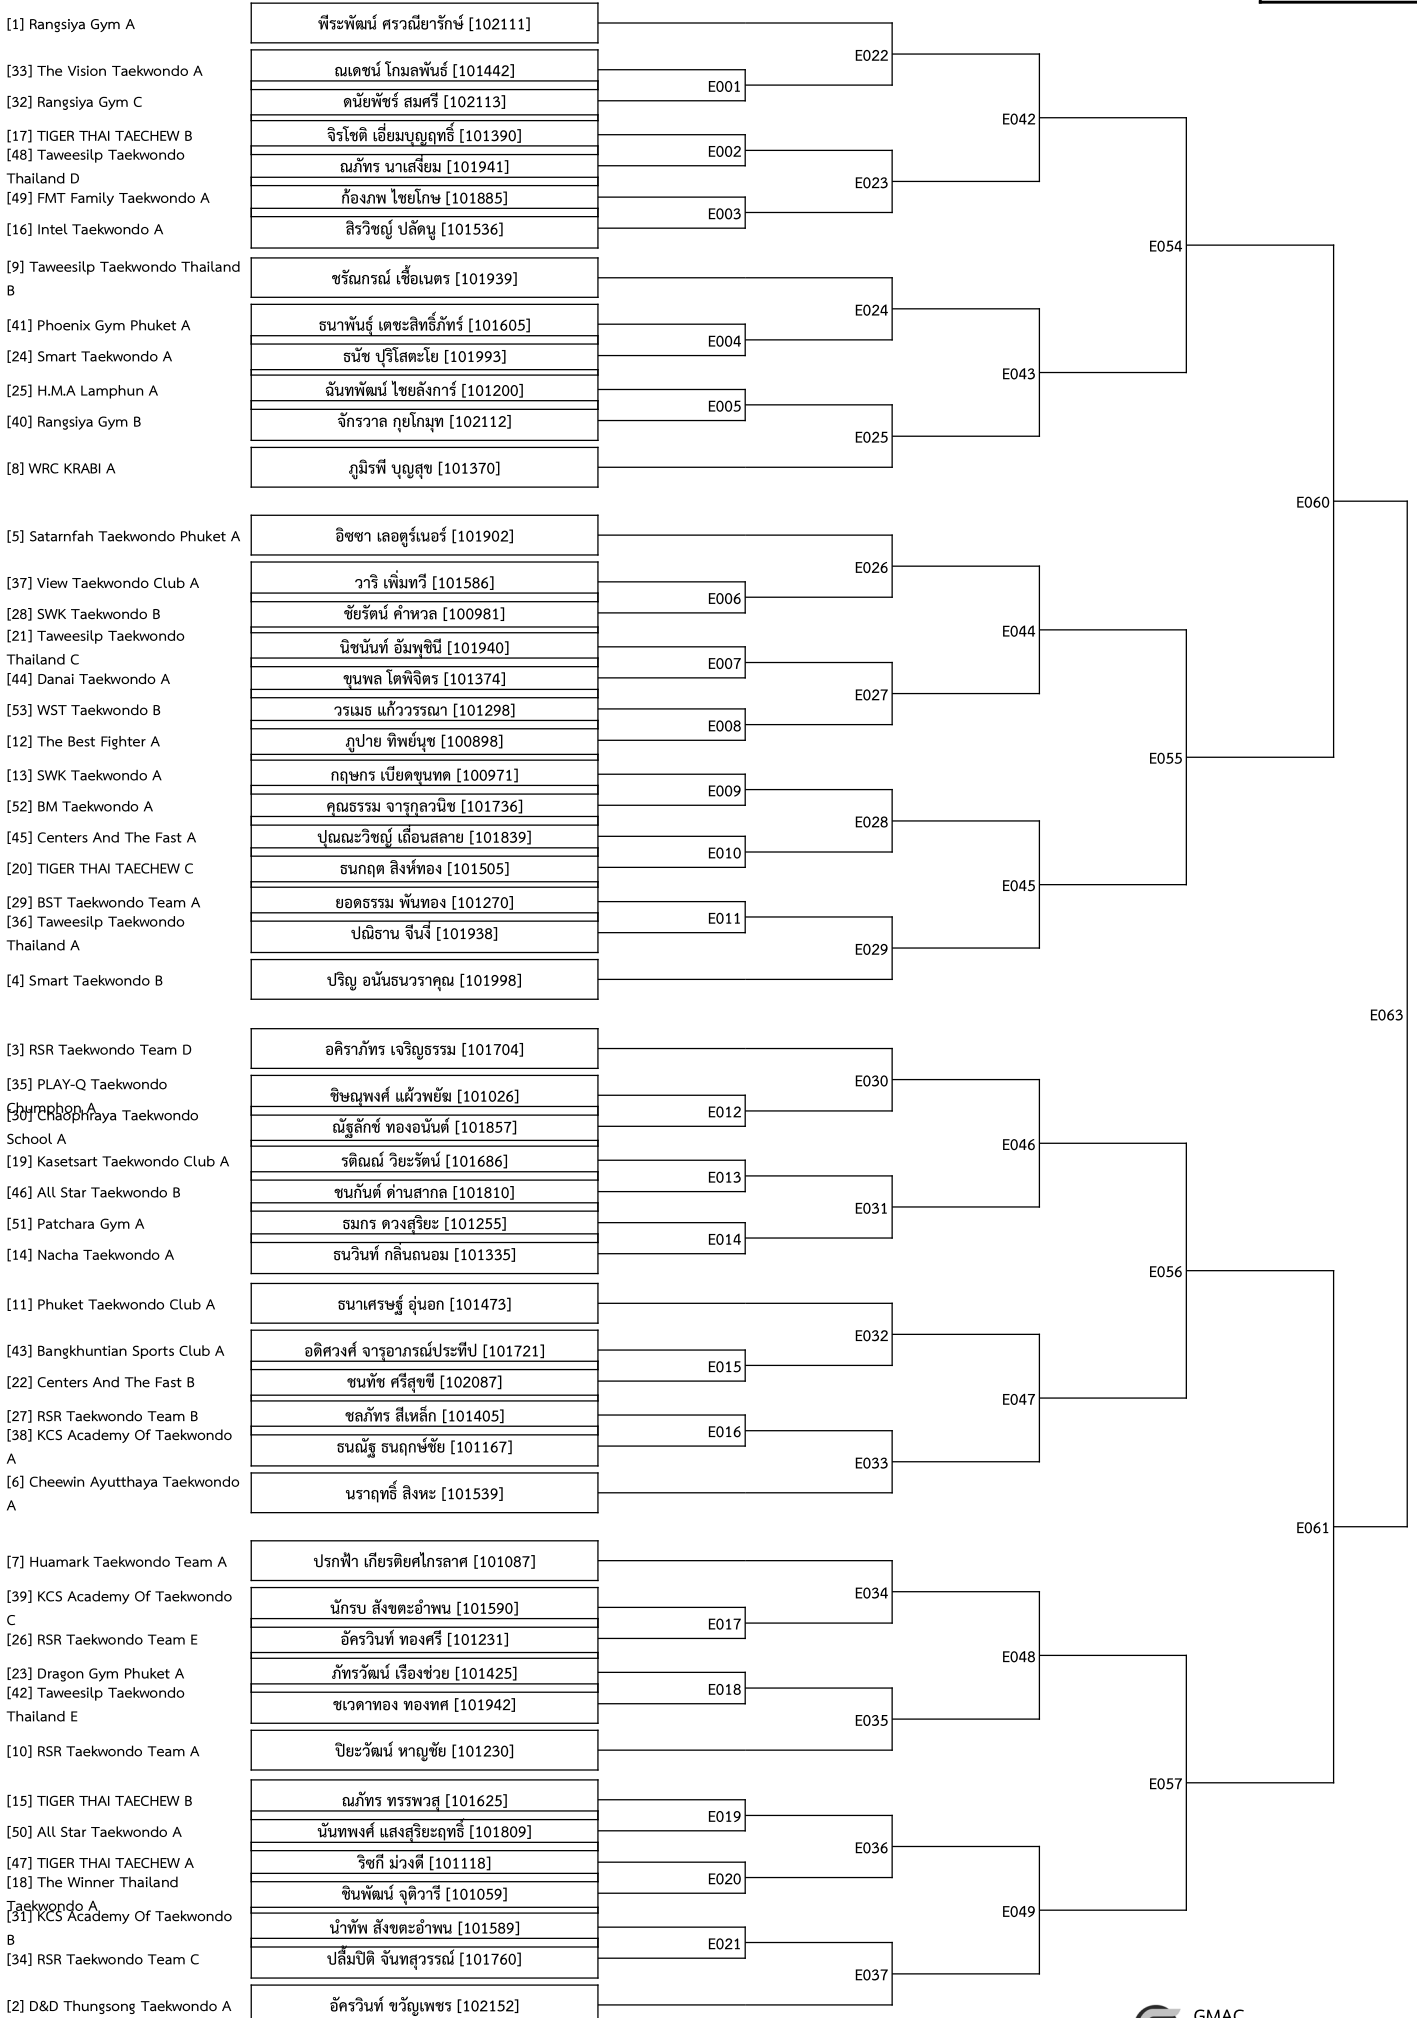 [1] Rangsiya Gym A พีระพัฒน์ ศรวณียารักษ์ [102111]
E022
[33] The Vision Taekwondo A ณเดชน์ โกมลพันธ์ [101442]
E001
[32] Rangsiya Gym C ดนัยพัชร์ สมศรี [102113]
E042
[17] TIGER THAI TAECHEW B จิรโชติ เอี่ยมบุญฤทธิ์ [101390]
E002
[48] Taweesilp Taekwondo
Thailand D ณภัทร นาเสงี่ยม [101941]
E023
[49] FMT Family Taekwondo A ก้องภพ ไชยโกษ [101885]
E003
[16] Intel Taekwondo A สิรวิชญ์ ปลัดนู [101536]
E054
[9] Taweesilp Taekwondo Thailand
B ชรัณกรณ์ เชื้อเนตร [101939]
E024
[41] Phoenix Gym Phuket A ธนาพันธุ์ เตชะสิทธิ์ภัทร์ [101605]
E004
[24] Smart Taekwondo A ธนัช ปุริโสตะโย [101993]
E043
[25] H.M.A Lamphun A ฉันทพัฒน์ ไชยลังการ์ [101200]
E005
[40] Rangsiya Gym B จักรวาล กุยโกมุท [102112]
E025
[8] WRC KRABI A ภูมิรพี บุญสุข [101370]
E060
[5] Satarnfah Taekwondo Phuket A อิซซา เลอตูร์เนอร์ [101902]
E026
[37] View Taekwondo Club A วาริ เพิ่มทวี [101586]
E006
[28] SWK Taekwondo B ชัยรัตน์ คำหวล [100981]
E044
[21] Taweesilp Taekwondo
Thailand C นิชนันท์ อัมพุชินี [101940]
E007
[44] Danai Taekwondo A ขุนพล โตพิจิตร [101374]
E027
[53] WST Taekwondo B วรเมธ แก้ววรรณา [101298]
E008
[12] The Best Fighter A ภูปาย ทิพย์นุช [100898]
E055
[13] SWK Taekwondo A กฤษกร เบียดขุนทด [100971]
E009
[52] BM Taekwondo A คุณธรรม จารุกุลวนิช [101736]
E028
[45] Centers And The Fast A ปุณณะวิชญ์ เถื่อนสลาย [101839]
E010
[20] TIGER THAI TAECHEW C ธนกฤต สิงห์ทอง [101505]
E045
[29] BST Taekwondo Team A ยอดธรรม พันทอง [101270]
E011
[36] Taweesilp Taekwondo
Thailand A ปณิธาน จีนงี่ [101938]
E029
[4] Smart Taekwondo B ปริญ อนันธนวราคุณ [101998]
E063
[3] RSR Taekwondo Team D อคิราภัทร เจริญธรรม [101704]
E030
[35] PLAY-Q Taekwondo
Chumphon A ชิษณุพงศ์ แผ้วพยัฆ [101026]
E012
[30] Chaophraya Taekwondo
School A ณัฐลักช์ ทองอนันต์ [101857]
E046
[19] Kasetsart Taekwondo Club A รติณณ์ วิยะรัตน์ [101686]
E013
[46] All Star Taekwondo B ชนกันต์ ด่านสากล [101810]
E031
[51] Patchara Gym A ธมกร ดวงสุริยะ [101255]
E014
[14] Nacha Taekwondo A ธนวินท์ กลิ่นถนอม [101335]
E056
[11] Phuket Taekwondo Club A ธนาเศรษฐ์ อุ่นอก [101473]
E032
[43] Bangkhuntian Sports Club A อดิศวงศ์ จารุอาภรณ์ประทีป [101721]
E015
[22] Centers And The Fast B ชนทัช ศรีสุขขี [102087]
E047
[27] RSR Taekwondo Team B ชลภัทร สีเหล็ก [101405]
E016
[38] KCS Academy Of Taekwondo
A ธนณัฐ ธนฤกษ์ชัย [101167]
E033
[6] Cheewin Ayutthaya Taekwondo
A นราฤทธิ์ สิงหะ [101539]
E061
[7] Huamark Taekwondo Team A ปรกฟ้า เกียรติยศไกรลาศ [101087]
E034
[39] KCS Academy Of Taekwondo
C นักรบ สังขตะอำพน [101590]
E017
[26] RSR Taekwondo Team E อัครวินท์ ทองศรี [101231]
E048
[23] Dragon Gym Phuket A ภัทรวัฒน์ เรืองช่วย [101425]
E018
[42] Taweesilp Taekwondo
Thailand E ชเวดาทอง ทองทศ [101942]
E035
[10] RSR Taekwondo Team A ปิยะวัฒน์ หาญชัย [101230]
E057
[15] TIGER THAI TAECHEW B ณภัทร ทรรพวสุ [101625]
E019
[50] All Star Taekwondo A นันทพงศ์ แสงสุริยะฤทธิ์ [101809]
E036
[47] TIGER THAI TAECHEW A ริซกี ม่วงดี [101118]
E020
[18] The Winner Thailand
Taekwondo A ชินพัฒน์ จุติวารี [101059]
E049
[31] KCS Academy Of Taekwondo
B นำทัพ สังขตะอำพน [101589]
E021
[34] RSR Taekwondo Team C ปลื้มปิติ จันทสุวรรณ์ [101760]
E037
[2] D&D Thungsong Taekwondo A อัครวินท์ ขวัญเพชร [102152]
GMAC